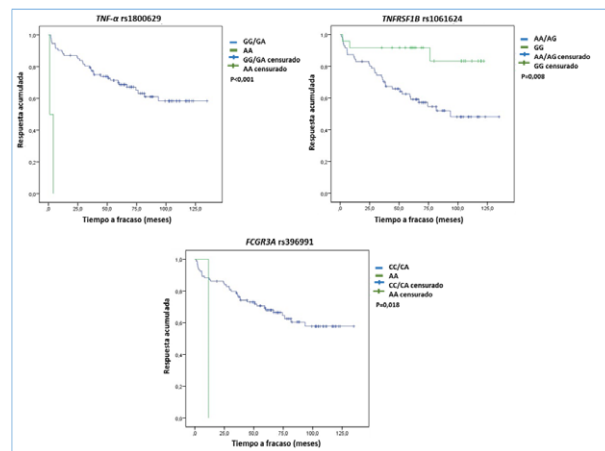 TNF-α rs1800629
Respuesta acumulada
1,0
0,8
0,6
0,4
0,2
0,0
,0
25,0
50,0
75,0
100,0
125,0
Tiempo a fracaso (meses)
GG/GA
AA
GG/GA censurado
AA censurado
P<0,001
TNFRSF1B rs1061624
Respuesta acumulada
1,0
0,8
0,6
0,4
0,2
0,0
,0
25,0
50,0
75,0
100,0
125,0
Tiempo a fracaso (meses)
AA/AG
GG
AA/AG censurado
GG censurado
P=0,008
FCGR3A rs396991
Respuesta acumulada
1,0
0,8
0,6
0,4
0,2
0,0
,0
25,0
50,0
75,0
100,0
125,0
Tiempo a fracaso (meses)
CC/CA
AA
CC/CA censurado
AA censurado
P=0,018